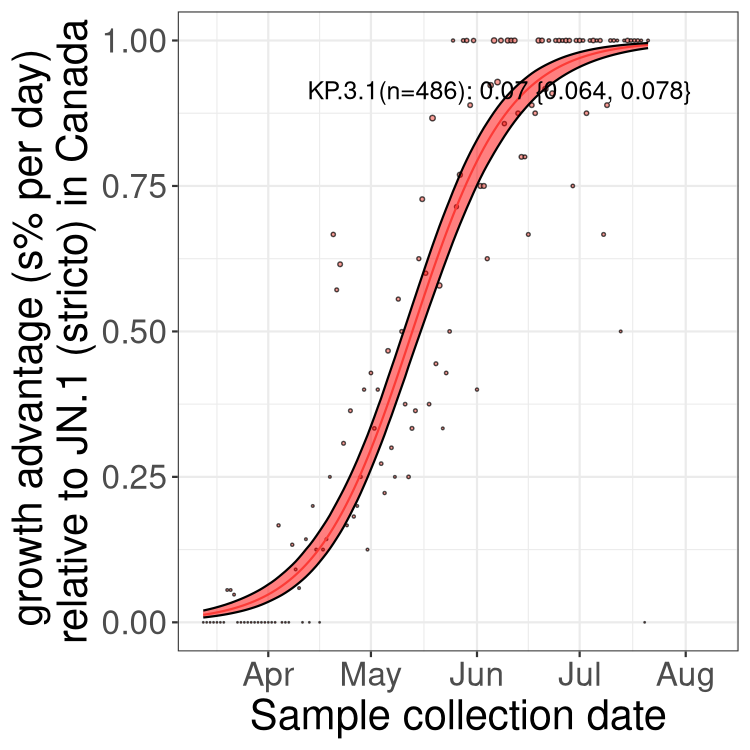 growth advantage (s% per day)
relative to JN.1 (stricto) in Canada
1.00
0.75
0.50
0.25
0.00
KP.3.1(n=486): 0.07 {0.064, 0.078}
Apr May Jun Jul Aug
Sample collection date